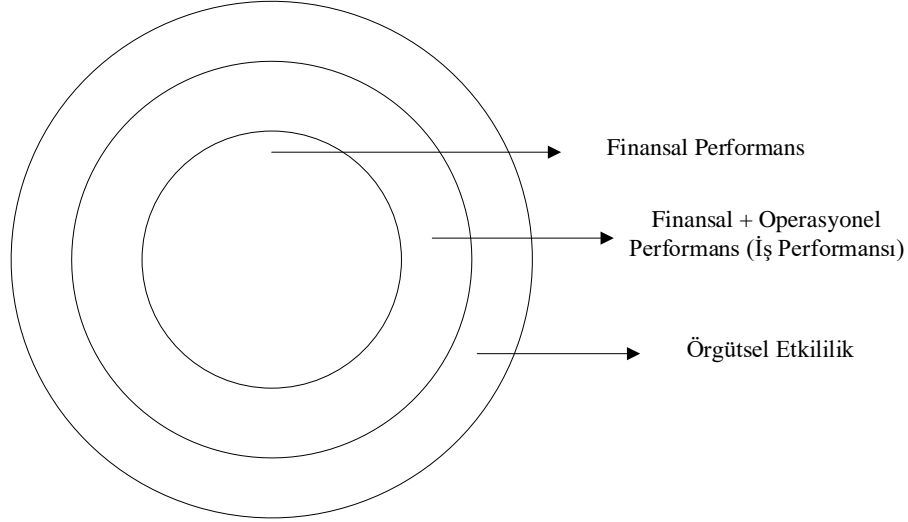 Finansal Performans
Finansal + Operasyonel
Performans (İş Performansı)
Örgütsel Etkililik